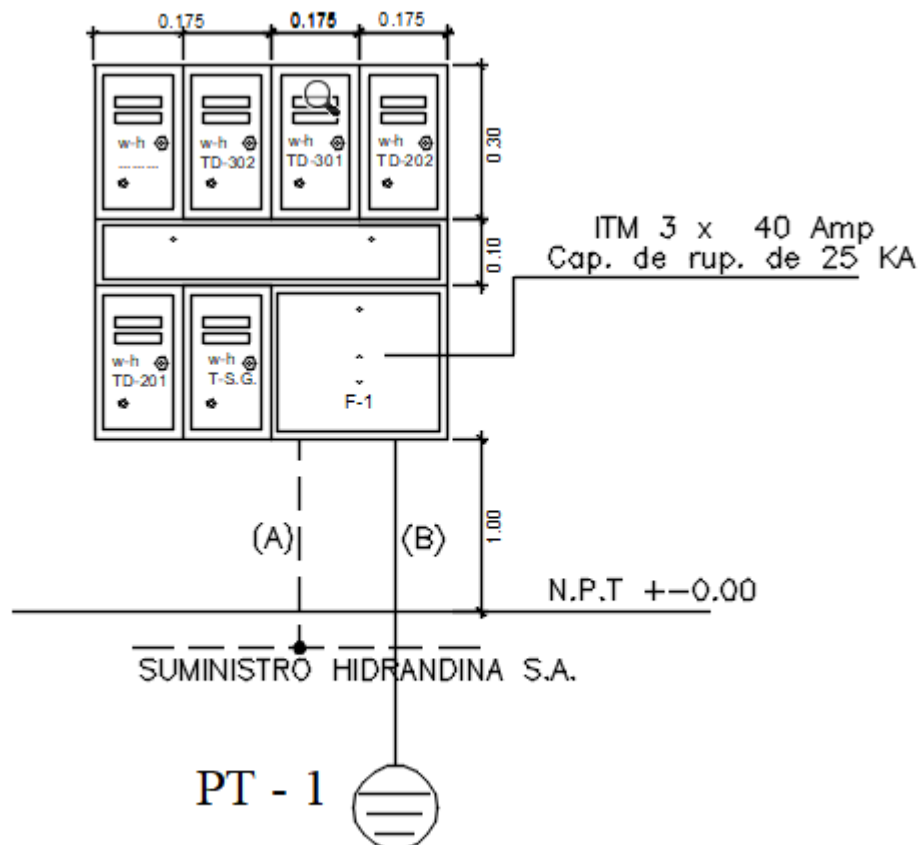 0.175 0.175 0.175
w-h
--------
w-h
TD-302
w-h
TD-301
w-h
TD-202
0.30
0.10
ITM 3 x 40 Amp
Cap. de rup. de 25 KA
w-h
TD-201
w-h
T-S.G.
F-1
1.00
(A)
(B)
N.P.T +-0.00
SUMINISTRO HIDRANDINA S.A.
PT - 1